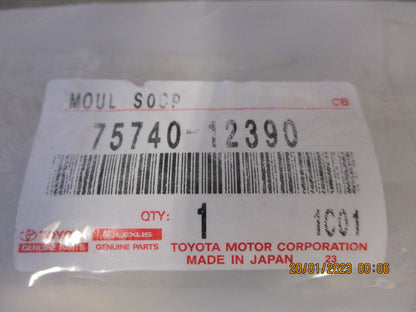 MOUL SOCP CB
75740-12390
QTY: 1 1C01
TOYOTA LEXUS
GENUINE PARTS GENUINE PARTS TOYOTA MOTOR CORPORATION
MADE IN JAPAN 23
20/01/2023 00:06